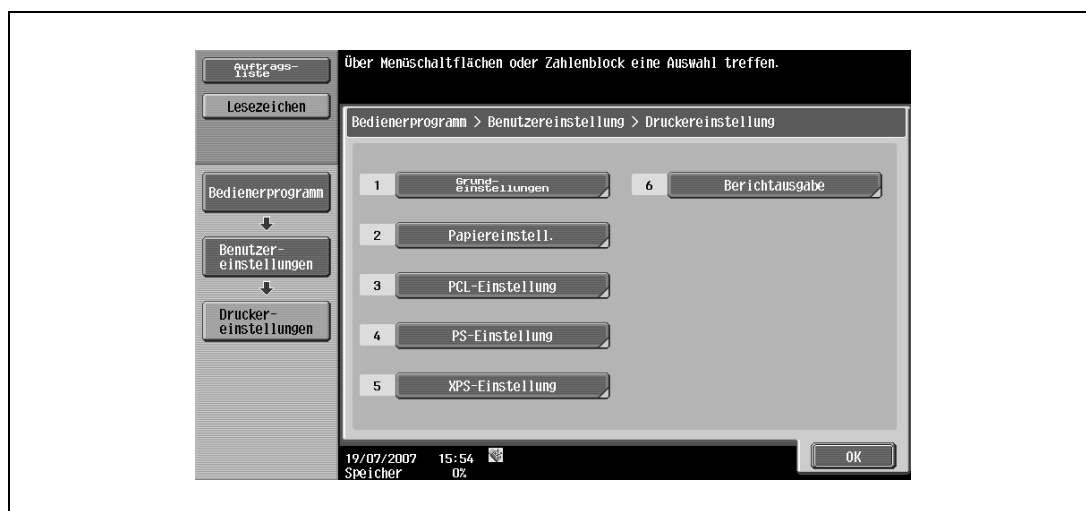 Auftrags-
liste
Lesezeichen
Bedienerprogramm
Benutzer-
einstellungen
Drucker-
einstellungen
Über Menüschaltflächen oder Zahlenblock eine Auswahl treffen.
Bedienerprogramm > Benutzereinstellung > Druckereinstellung
1 Grund-
einstellungen
2 Papiereinstell.
3 PCL-Einstellung
4 PS-Einstellung
5 XPS-Einstellung
6 Berichtausgabe
19/07/2007 15:54
Speicher 0%
OK